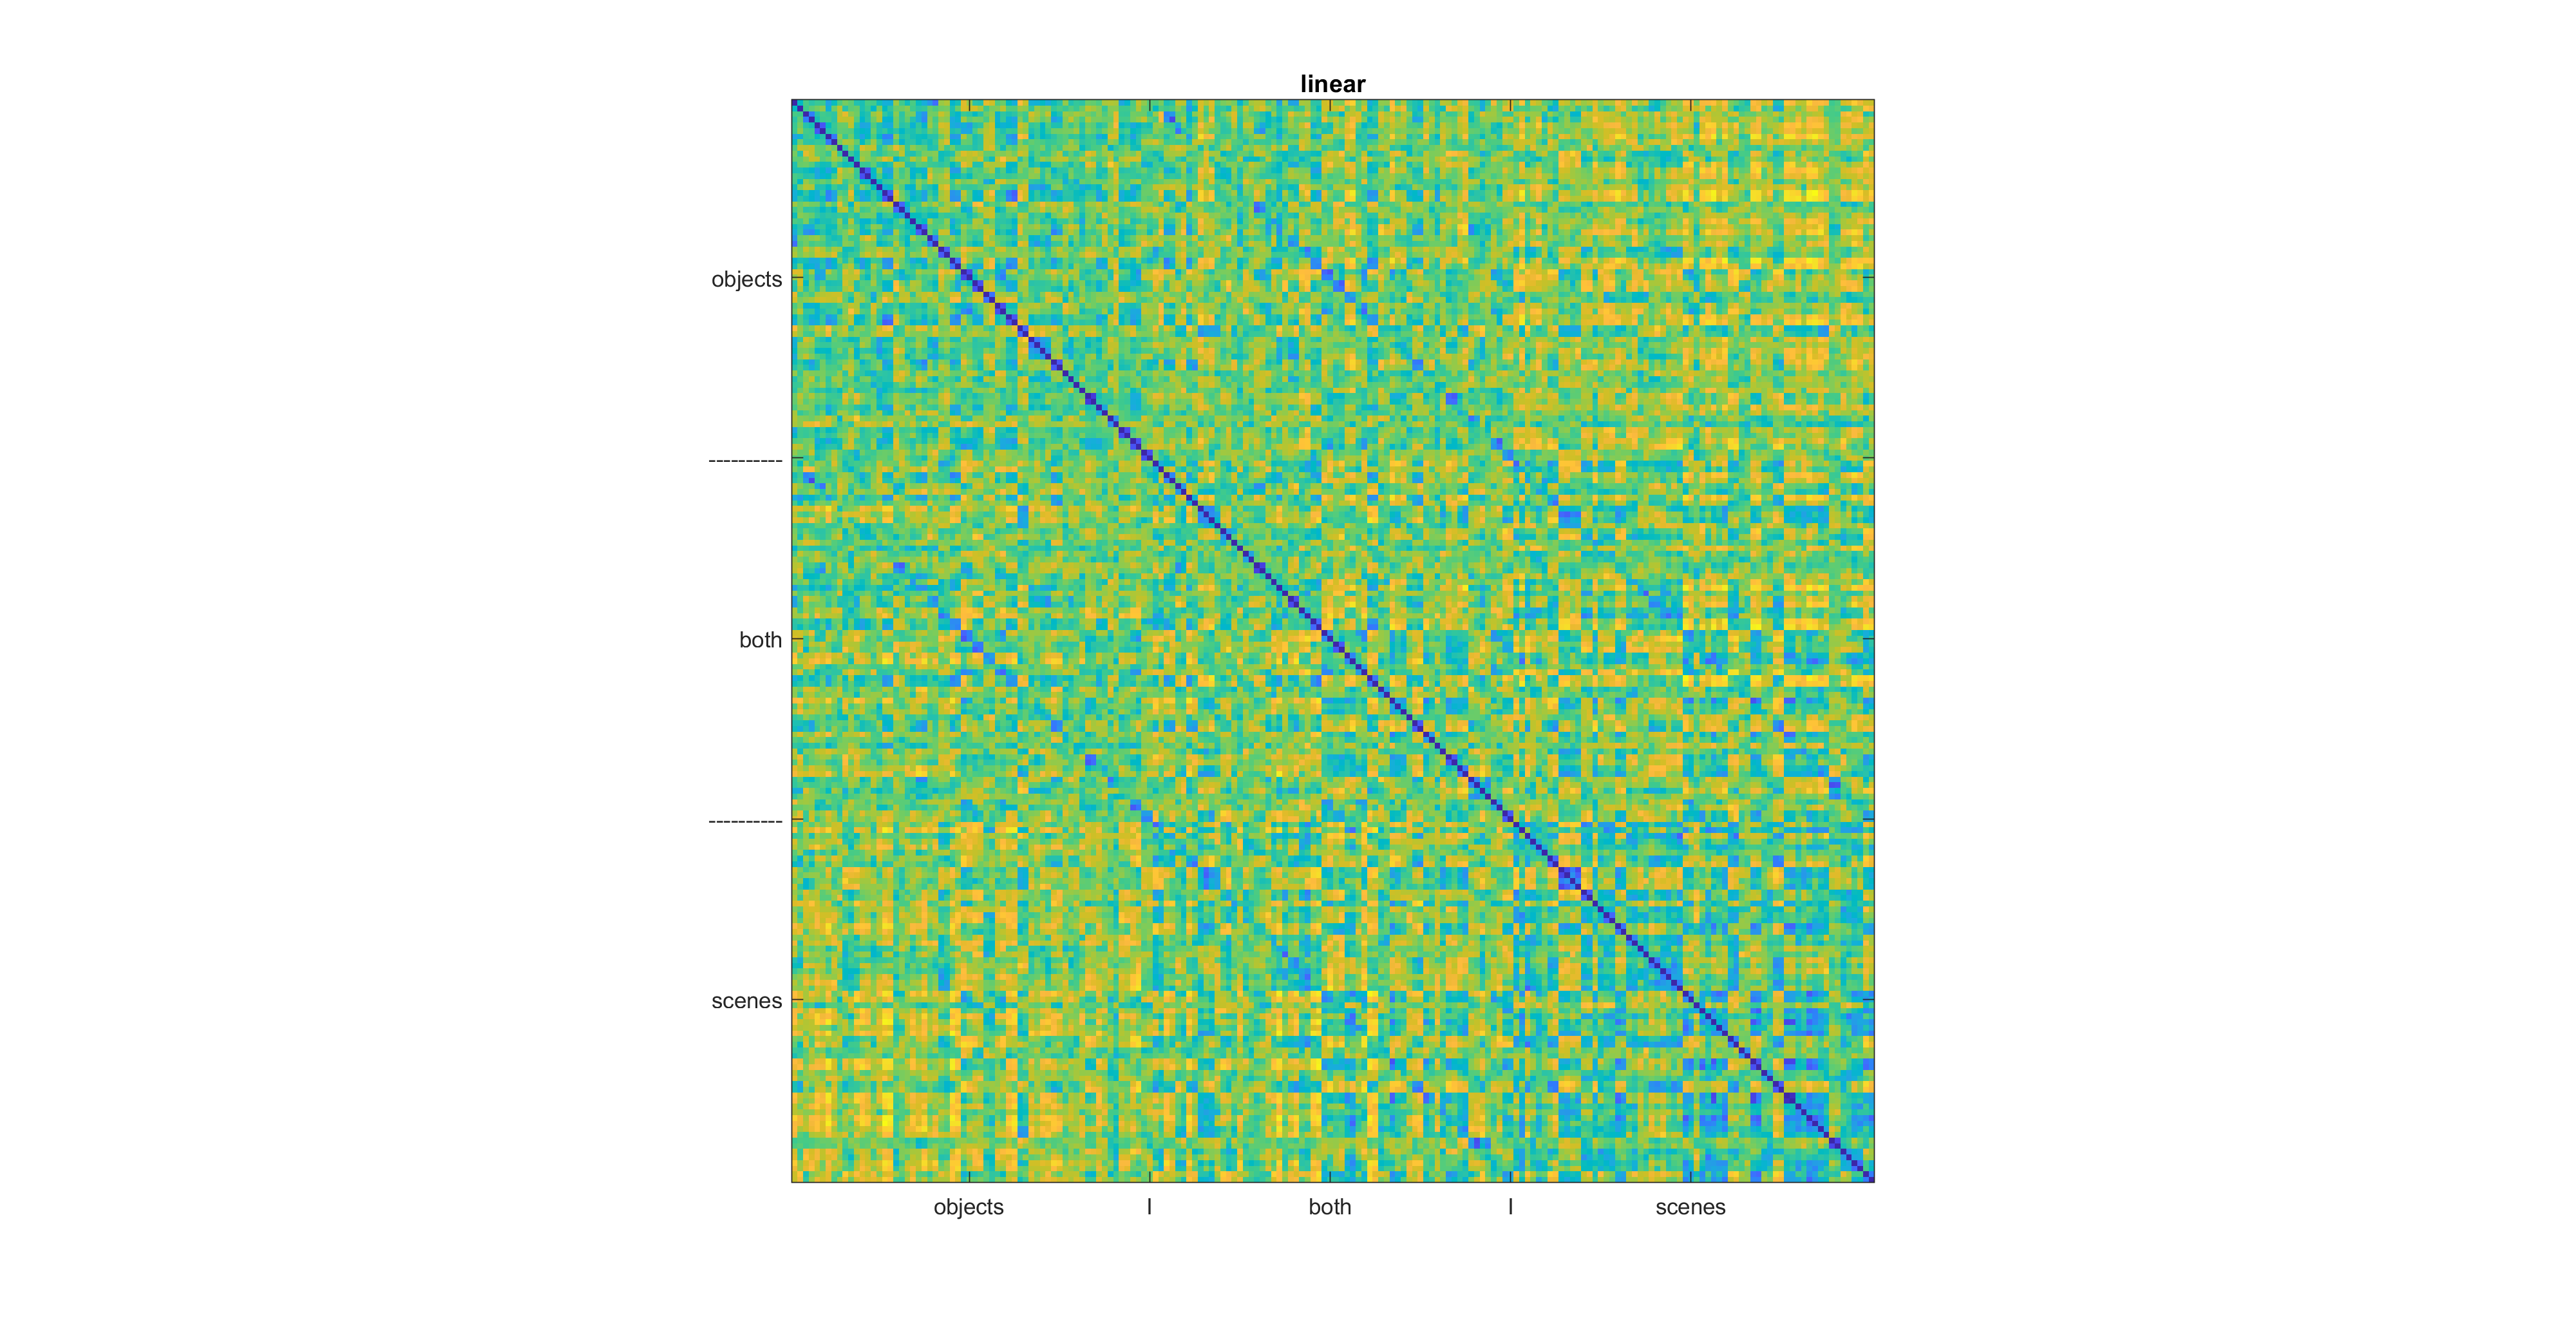 linear
objects
----------
both
----------
scenes
objects
I
both
I
scenes